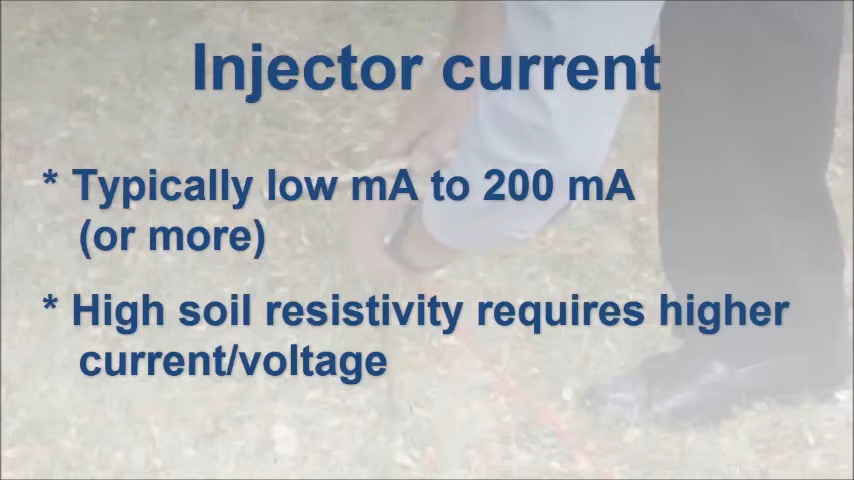 Injector current
* Typically low mA to 200 mA
(or more)
* High soil resistivity requires higher
current/voltage